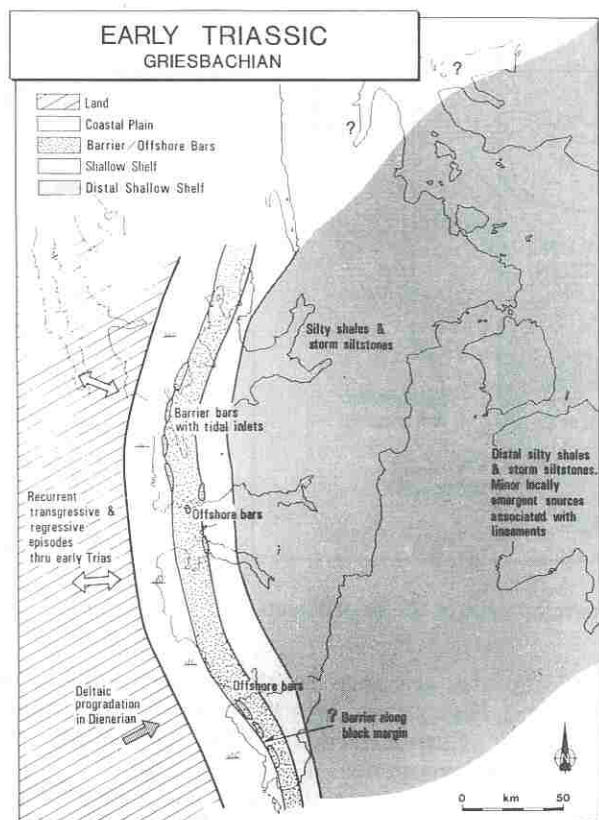 EARLY TRIASSIC
GRIESBACHIAN
Land
Coastal Plain
Barrier/Offshore Bars
Shallow Shelf
Distal Shallow Shelf
?
?
Silty shales &
storm siltstones
Barrier bars
with tidal inlets
Distal silty shales
& storm siltstones.
Minor locally
emergent sources
associated with
lineaments
Recurrent
transgressive &
regressive
episodes
thru early Trias
Offshore bars
Offshore bars
Deltaic
progradation
in Dienerian
? Barrier along
block margin
N
0 km 50